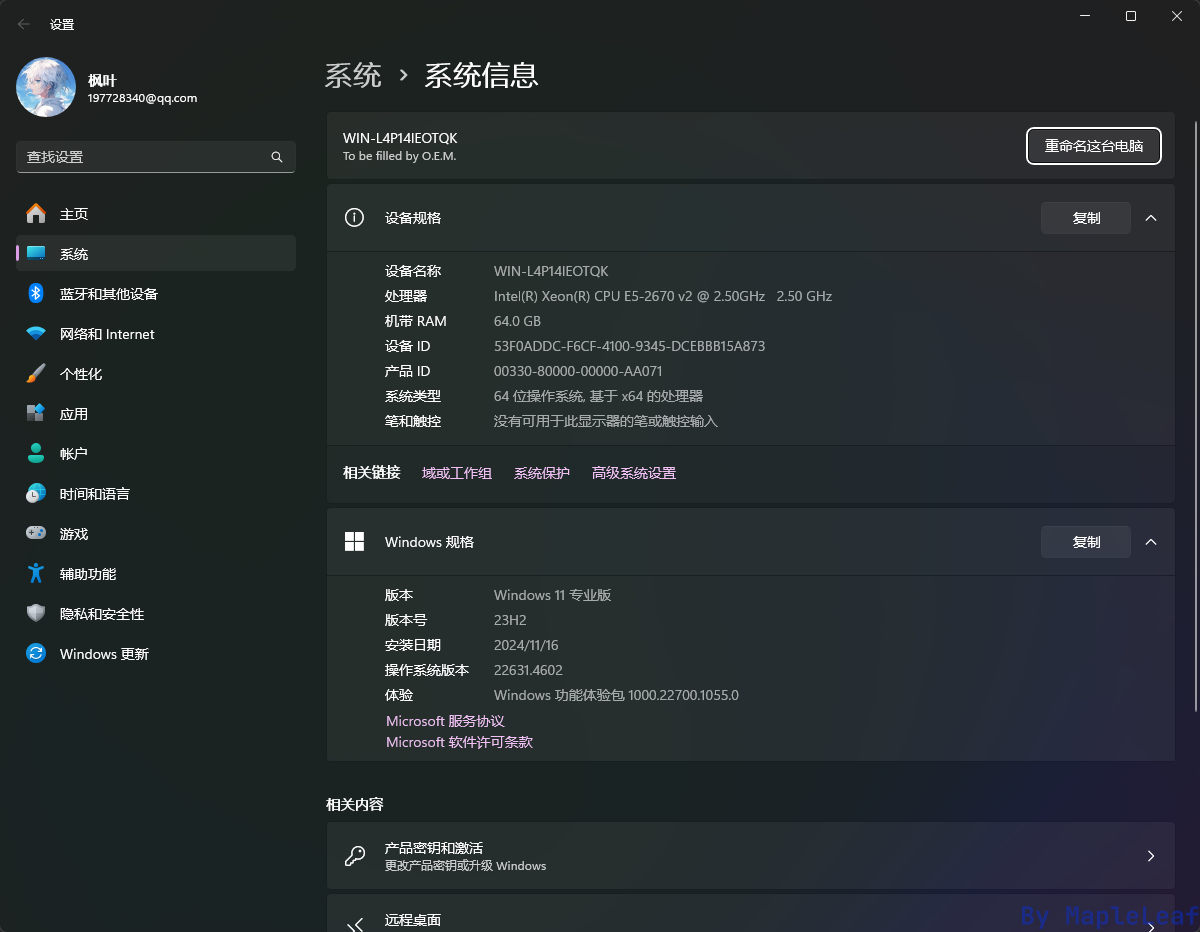 设置
枫叶
197728340@qq.com
查找设置
主页
系统
蓝牙和其他设备
网络和 Internet
个性化
应用
帐户
时间和语言
游戏
辅助功能
隐私和安全性
Windows 更新
系统 › 系统信息
WIN-L4P14IEOTQK
To be filled by O.E.M.
重命名这台电脑
设备规格
复制
设备名称 WIN-L4P14IEOTQK
处理器 Intel(R) Xeon(R) CPU E5-2670 v2 @ 2.50GHz 2.50 GHz
机带 RAM 64.0 GB
设备 ID 53F0ADDC-F6CF-4100-9345-DCEBBB15A873
产品 ID 00330-80000-00000-AA071
系统类型 64 位操作系统, 基于 x64 的处理器
笔和触控 没有可用于此显示器的笔或触控输入
相关链接 域或工作组 系统保护 高级系统设置
Windows 规格
复制
版本 Windows 11 专业版
版本号 23H2
安装日期 2024/11/16
操作系统版本 22631.4602
体验 Windows 功能体验包 1000.22700.1055.0
Microsoft 服务协议
Microsoft 软件许可条款
相关内容
产品密钥和激活
更改产品密钥或升级 Windows
远程桌面
By MapleLeaf